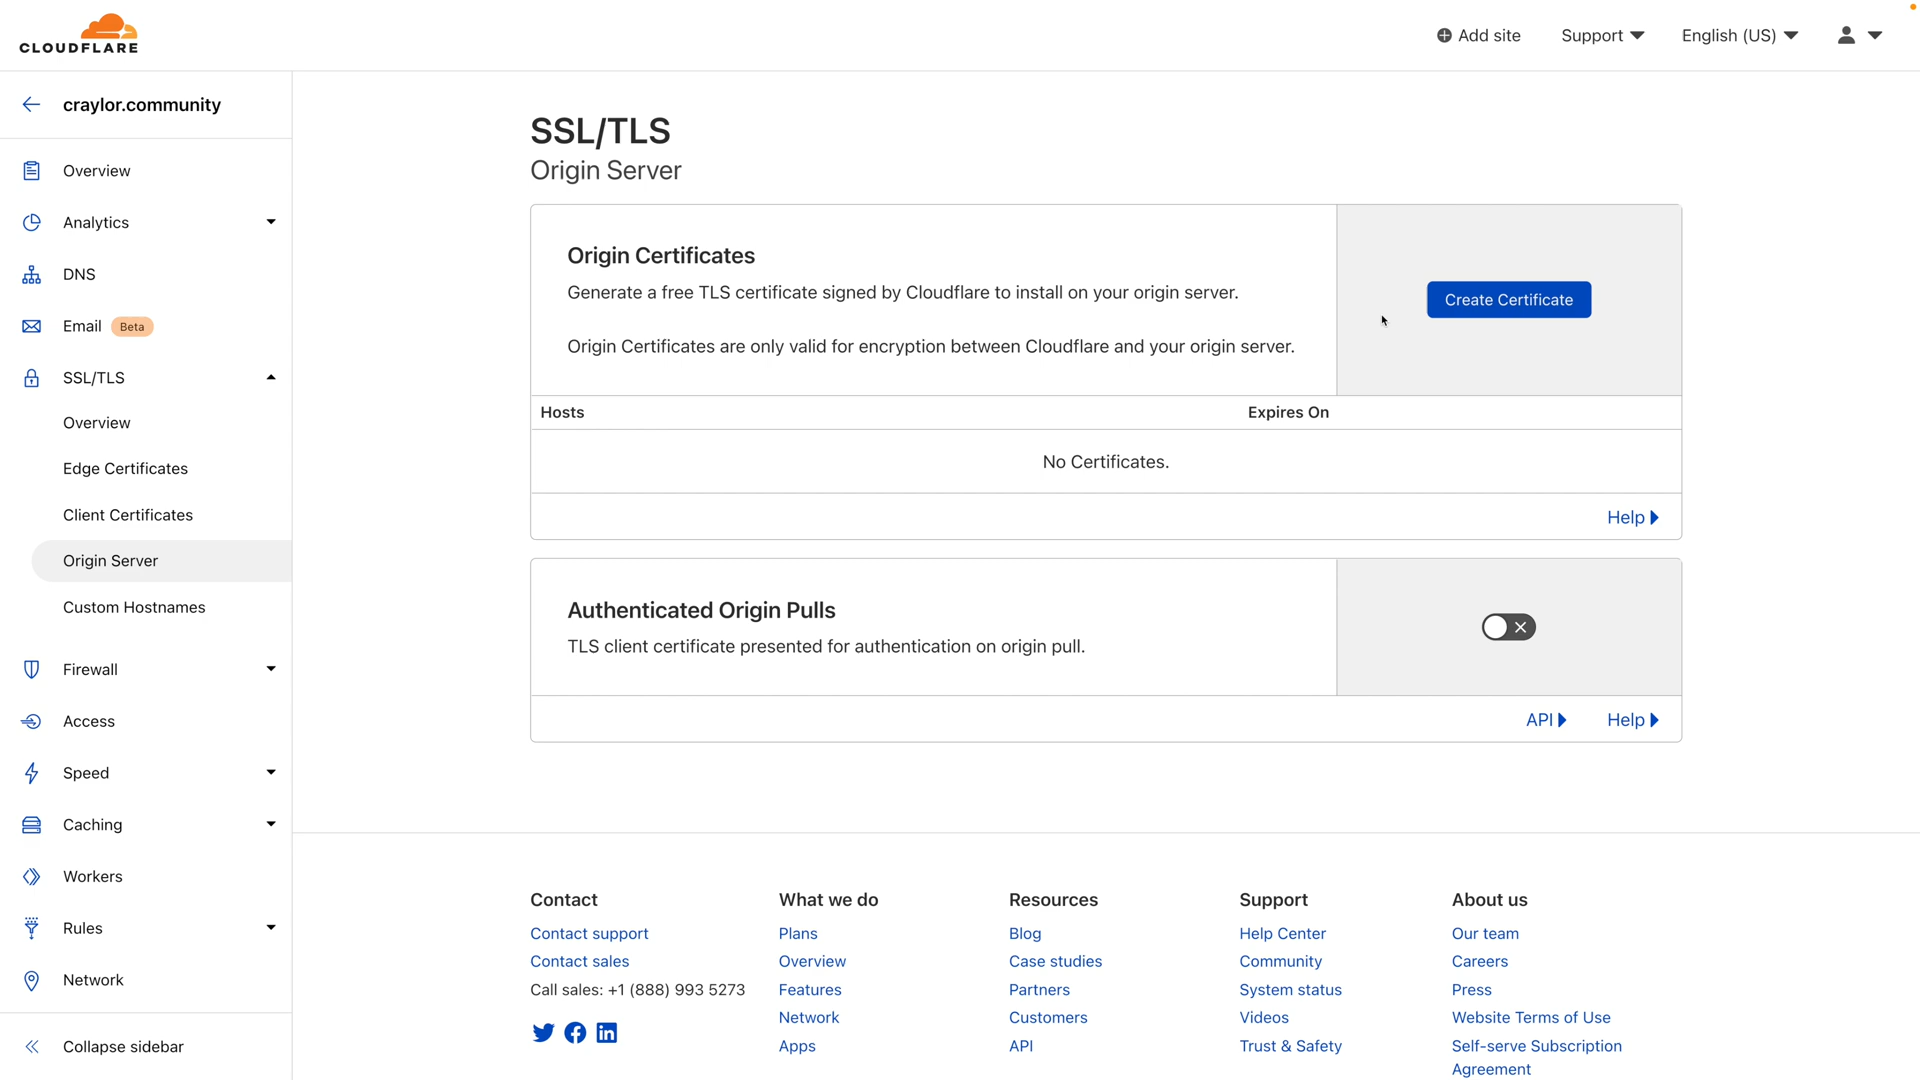 CLOUDFLARE
Add site
Support
English (US)
craylor.community
Overview
Analytics
DNS
Email Beta
SSL/TLS
Overview
Edge Certificates
Client Certificates
Origin Server
Custom Hostnames
Firewall
Access
Speed
Caching
Workers
Rules
Network
Collapse sidebar
SSL/TLS
Origin Server
Origin Certificates
Generate a free TLS certificate signed by Cloudflare to install on your origin server.
Origin Certificates are only valid for encryption between Cloudflare and your origin server.
Create Certificate
Hosts Expires On
No Certificates.
Help
Authenticated Origin Pulls
TLS client certificate presented for authentication on origin pull.
API Help
Contact
Contact support
Contact sales
Call sales: +1 (888) 993 5273
What we do
Plans
Overview
Features
Network
Apps
Resources
Blog
Case studies
Partners
Customers
API
Support
Help Center
Community
System status
Videos
Trust & Safety
About us
Our team
Careers
Press
Website Terms of Use
Self-serve Subscription
Agreement